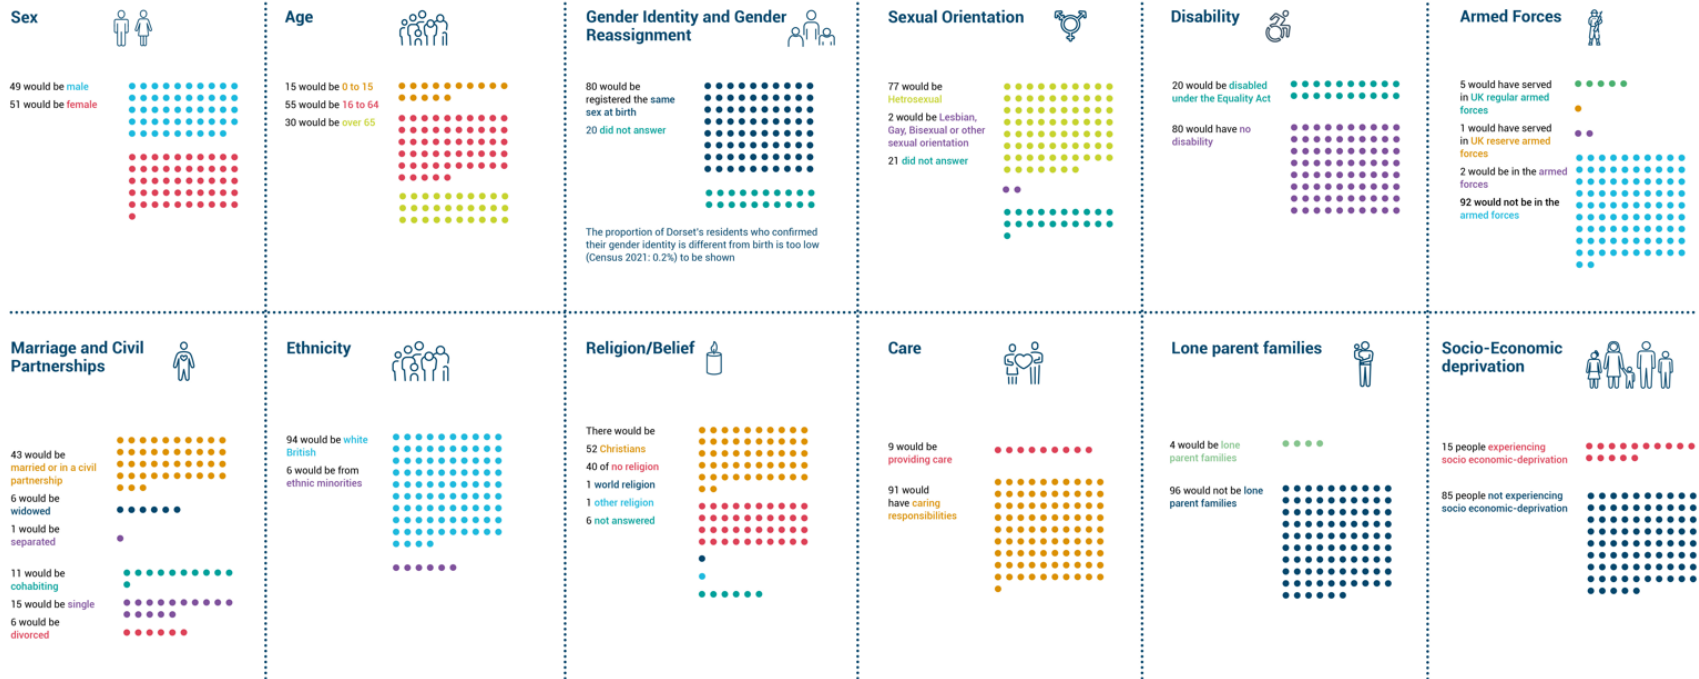 Sex
49 would be male
51 would be female
Age
15 would be 0 to 15
55 would be 16 to 64
30 would be over 65
Gender Identity and Gender
Reassignment
80 would be
registered the same
sex at birth
20 did not answer
The proportion of Dorset's residents who confirmed
their gender identity is different from birth is too low
(Census 2021: 0.2%) to be shown
Sexual Orientation
77 would be
Hetrosexual
2 would be Lesbian,
Gay, Bisexual or other
sexual orientation
21 did not answer
Disability
20 would be disabled
under the Equality Act
80 would have no
disability
Armed Forces
5 would have served
in UK regular armed
forces
1 would have served
in UK reserve armed
forces
2 would be in the armed
forces
92 would not be in the
armed forces
Marriage and Civil
Partnerships
43 would be
married or in a civil
partnership
6 would be
widowed
1 would be
separated
11 would be
cohabiting
15 would be single
6 would be
divorced
Ethnicity
94 would be white
British
6 would be from
ethnic minorities
Religion/Belief
There would be
52 Christians
40 of no religion
1 world religion
1 other religion
6 not answered
Care
9 would be
providing care
91 would
have caring
responsibilities
Lone parent families
4 would be lone
parent families
96 would not be lone
parent families
Socio-Economic
deprivation
15 people experiencing
socio economic-deprivation
85 people not experiencing
socio economic-deprivation